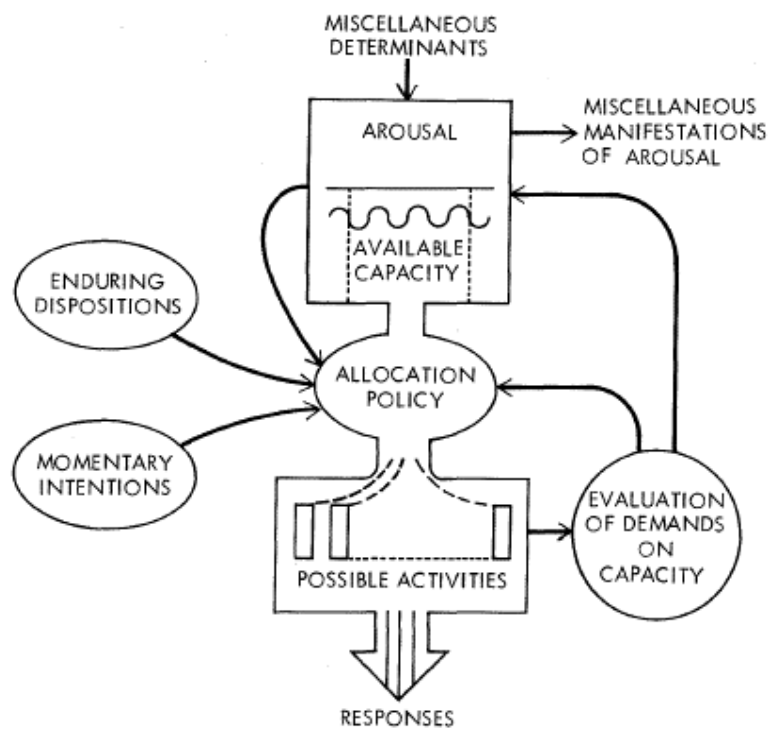 MISCELLANEOUS
DETERMINANTS
AROUSAL
MISCELLANEOUS
MANIFESTATIONS
OF AROUSAL
AVAILABLE
CAPACITY
ENDURING
DISPOSITIONS
ALLOCATION
POLICY
MOMENTARY
INTENTIONS
EVALUATION
OF DEMANDS
ON
CAPACITY
POSSIBLE ACTIVITIES
RESPONSES